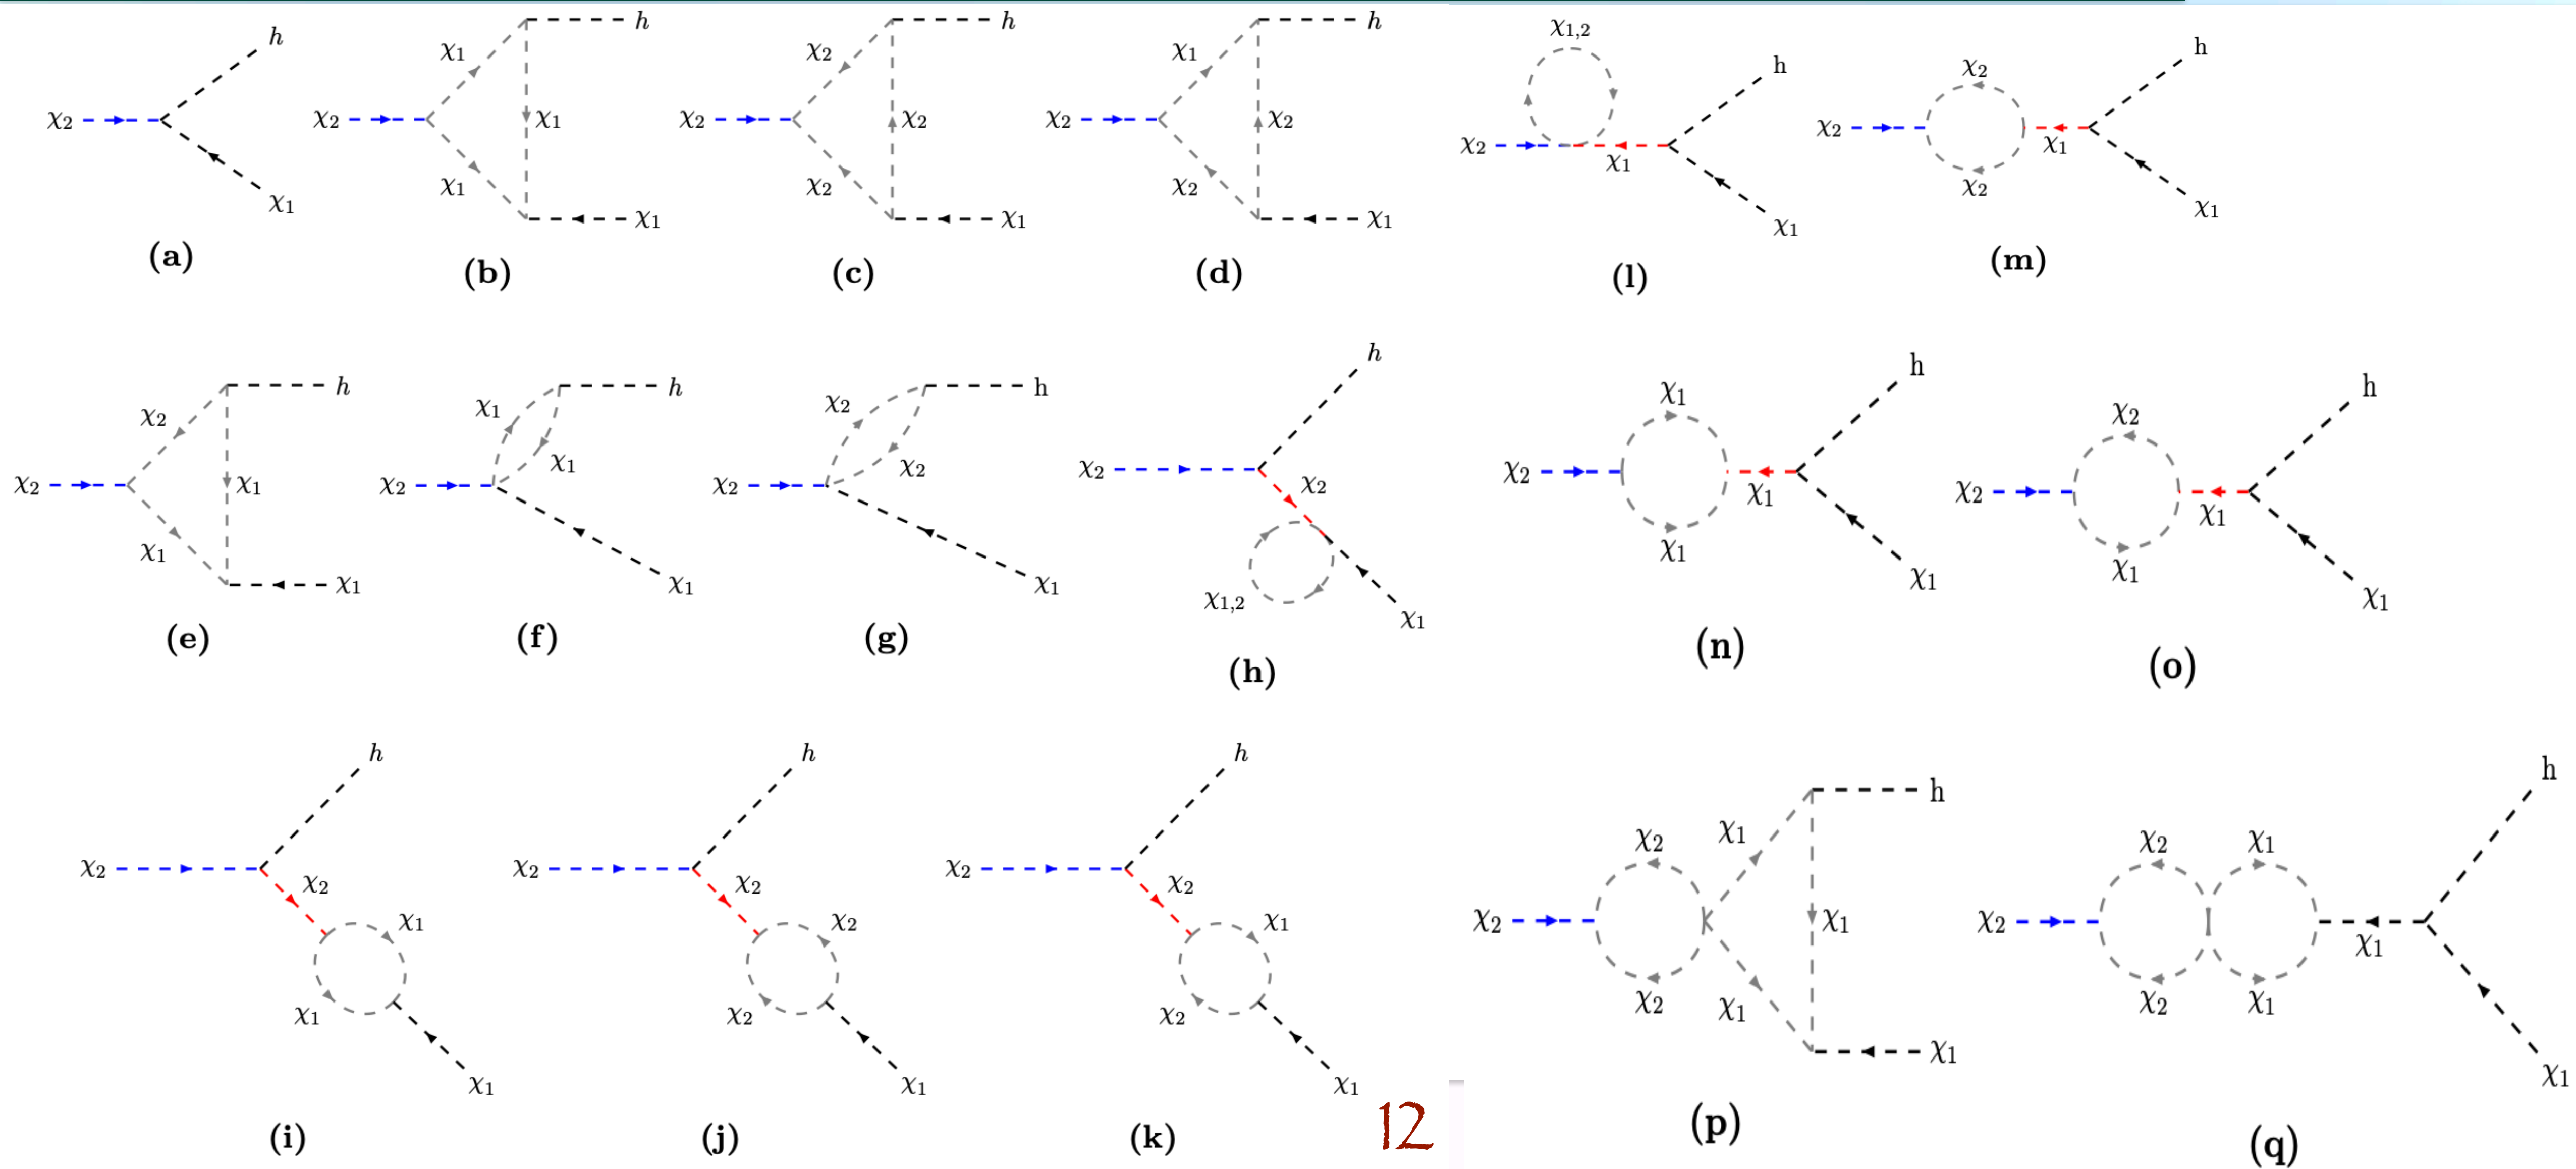 χ₂ h χ₁
(a)
χ₂ χ₁ χ₁ χ₁ h χ₁
(b)
χ₂ χ₂ χ₂ χ₂ h χ₁
(c)
χ₂ χ₁ χ₂ χ₂ h χ₁
(d)
χ₁,₂ χ₂ χ₁ h χ₁
(l)
χ₂ χ₂ χ₂ χ₁ h χ₁
(m)
χ₂ χ₂ χ₁ χ₁ h χ₁
(e)
χ₂ χ₁ χ₁ h χ₁
(f)
χ₂ χ₂ χ₂ h χ₁
(g)
χ₂ h χ₂ χ₁,₂ χ₁
(h)
χ₂ χ₁ χ₁ χ₁ h χ₁
(n)
χ₂ χ₂ χ₁ χ₁ h χ₁
(o)
χ₂ h χ₂ χ₁ χ₁ χ₁
(i)
χ₂ h χ₂ χ₂ χ₂ χ₁
(j)
χ₂ h χ₂ χ₁ χ₂ χ₁
(k)
12
χ₂ χ₂ χ₂ χ₁ χ₁ χ₁ h χ₁
(p)
χ₂ χ₂ χ₁ χ₂ χ₁ χ₁ h χ₁
(q)